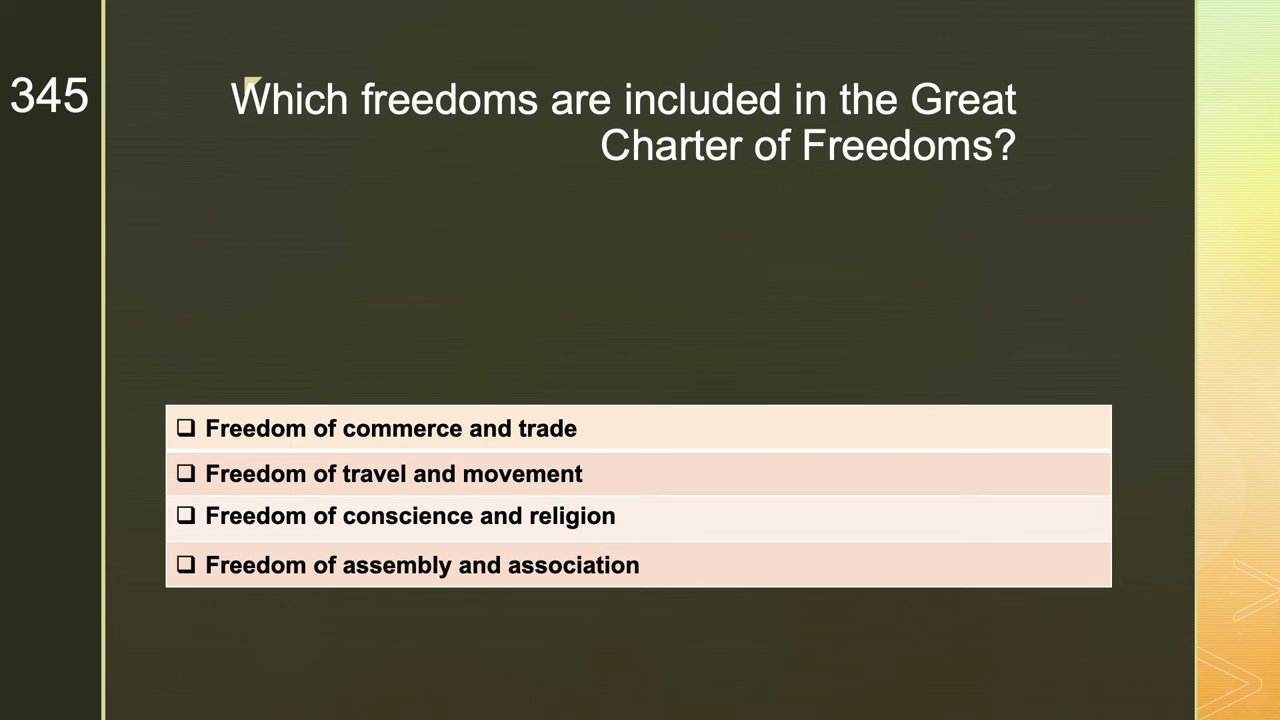 345
Which freedoms are included in the Great
Charter of Freedoms?
❑ Freedom of commerce and trade
❑ Freedom of travel and movement
❑ Freedom of conscience and religion
❑ Freedom of assembly and association